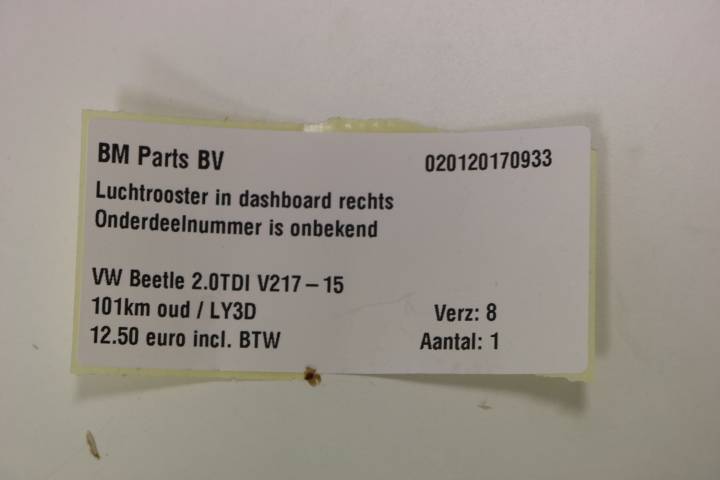 BM Parts BV 020120170933
Luchtrooster in dashboard rechts
Onderdeelnummer is onbekend
VW Beetle 2.0TDI V217 – 15
101km oud / LY3D Verz: 8
12.50 euro incl. BTW Aantal: 1